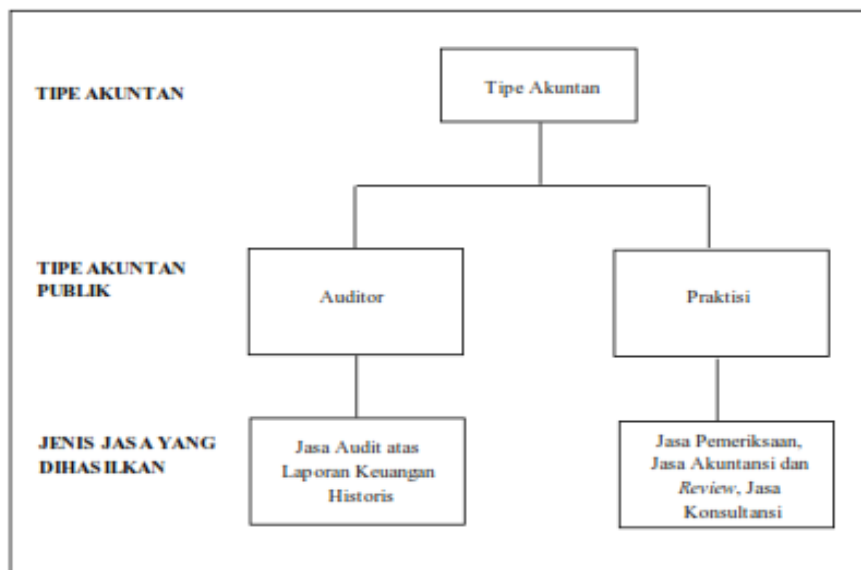 TIPE AKUNTAN
Tipe Akuntan
TIPE AKUNTAN
PUBLIK
Auditor
Praktisi
JENIS JASA YANG
DIHASILKAN
Jasa Audit atas
Laporan Keuangan
Historis
Jasa Pemeriksaan,
Jasa Akuntansi dan
Review, Jasa
Konsultansi